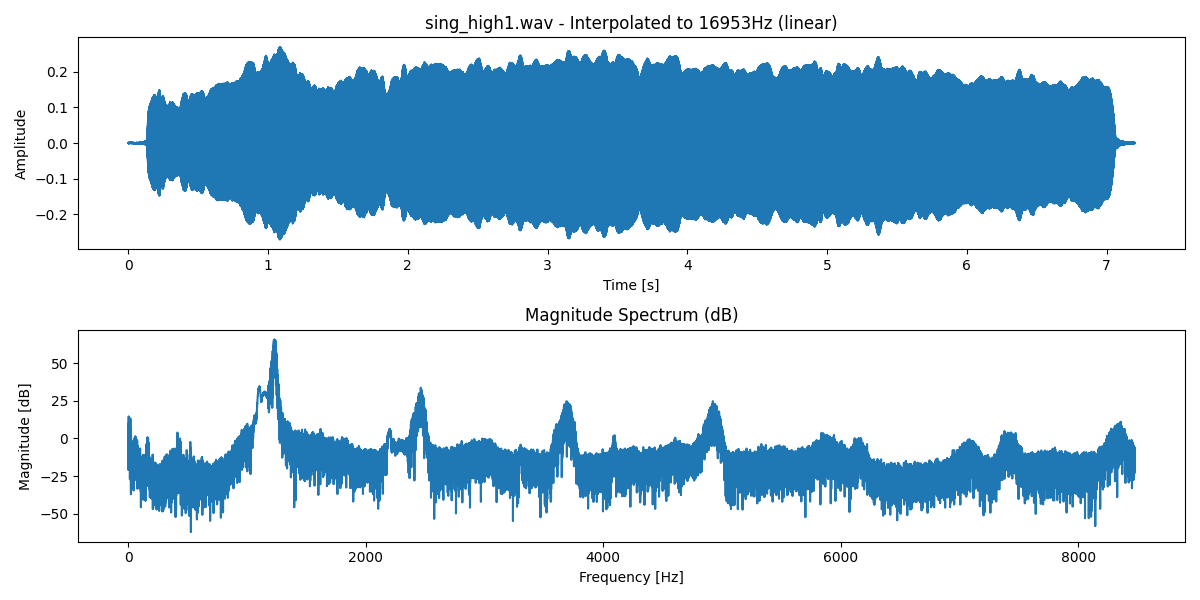 sing_high1.wav - Interpolated to 16953Hz (linear)
Amplitude
0.2
0.1
0.0
−0.1
−0.2
0 1 2 3 4 5 6 7
Time [s]
Magnitude Spectrum (dB)
Magnitude [dB]
50
25
0
−25
−50
0 2000 4000 6000 8000
Frequency [Hz]